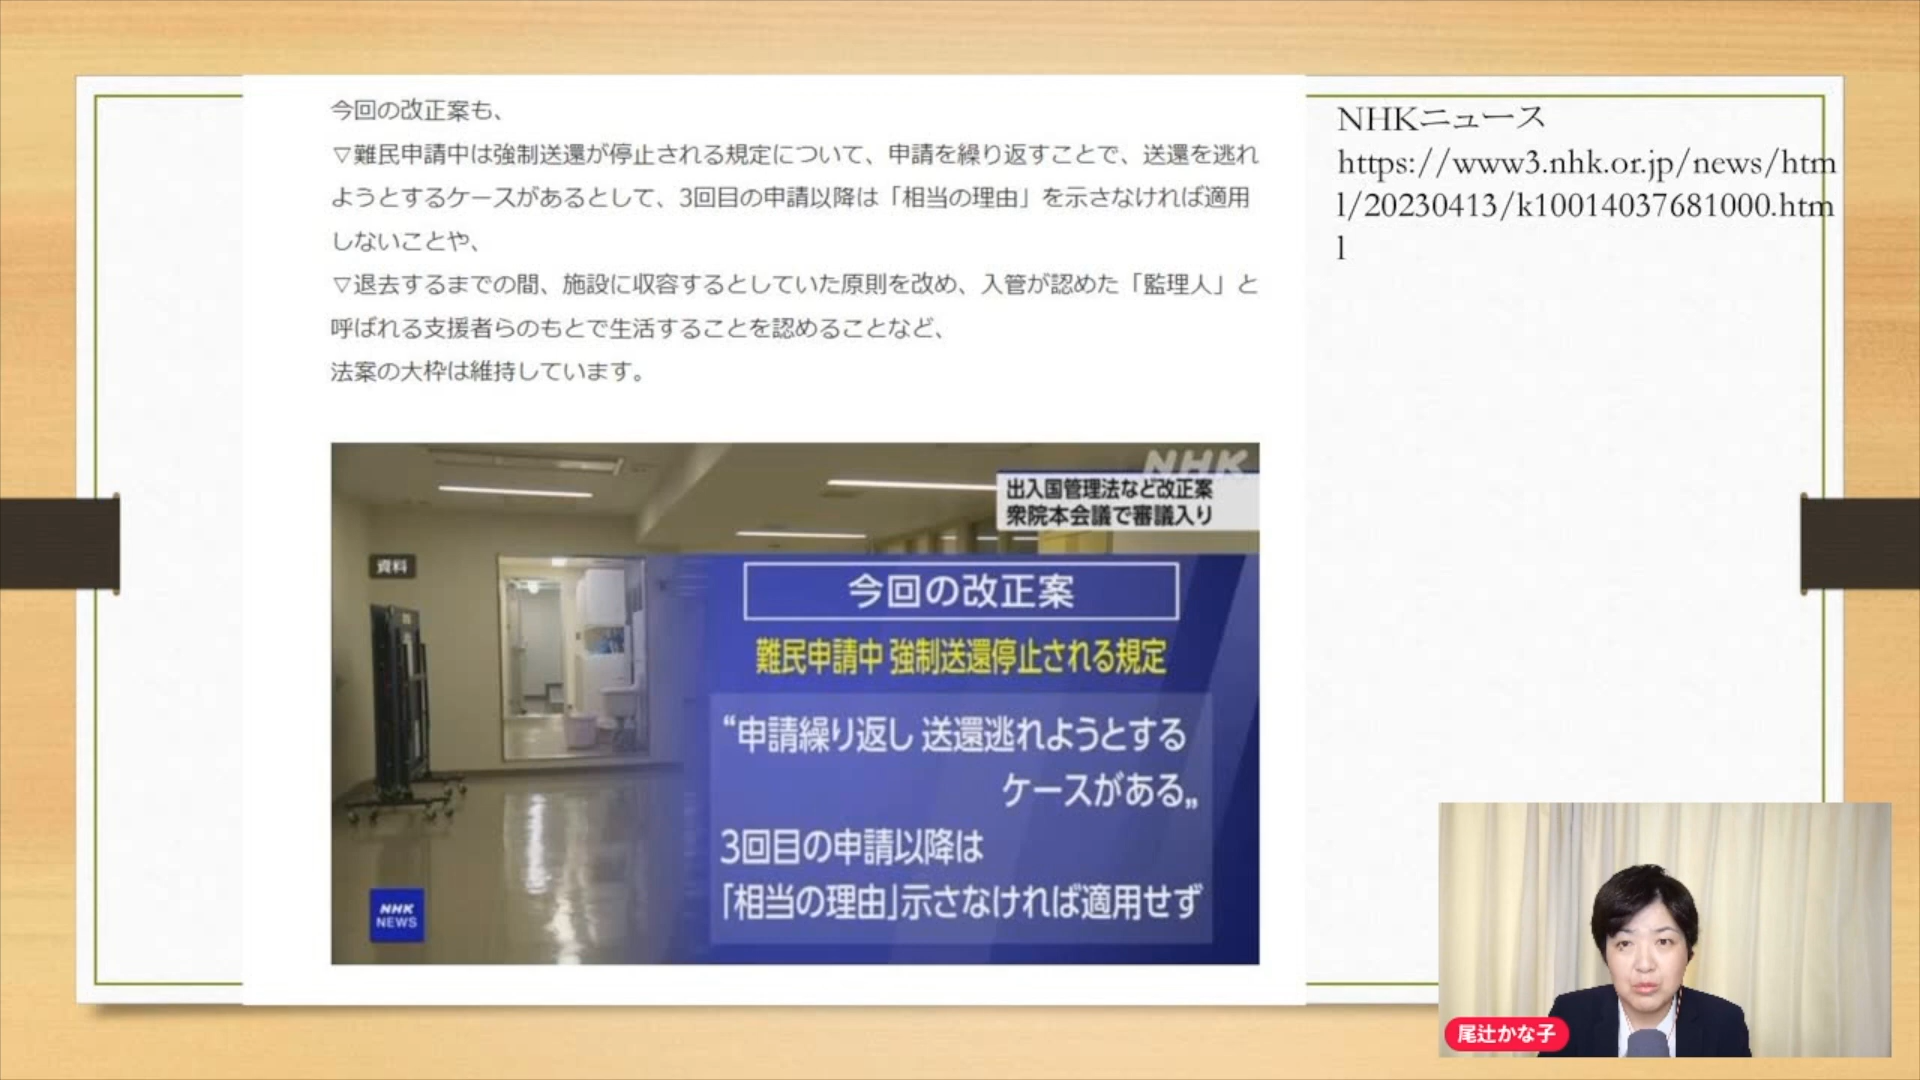 今回の改正案も、
▽難民申請中は強制送還が停止される規定について、申請を繰り返すことで、送還を逃れ
ようとするケースがあるとして、3回目の申請以降は「相当の理由」を示さなければ適用
しないことや、
▽退去するまでの間、施設に収容するとしていた原則を改め、入管が認めた「監理人」と
呼ばれる支援者らのもとで生活することを認めることなど、
法案の大枠は維持しています。
NHKニュース
https://www3.nhk.or.jp/news/htm
l/20230413/k10014037681000.htm
l
NHK
出入国管理法など改正案
衆院本会議で審議入り
資料
今回の改正案
難民申請中 強制送還停止される規定
“申請繰り返し 送還逃れようとする
ケースがある„
3回目の申請以降は
「相当の理由」示さなければ適用せず
NHK
NEWS
尾辻かな子